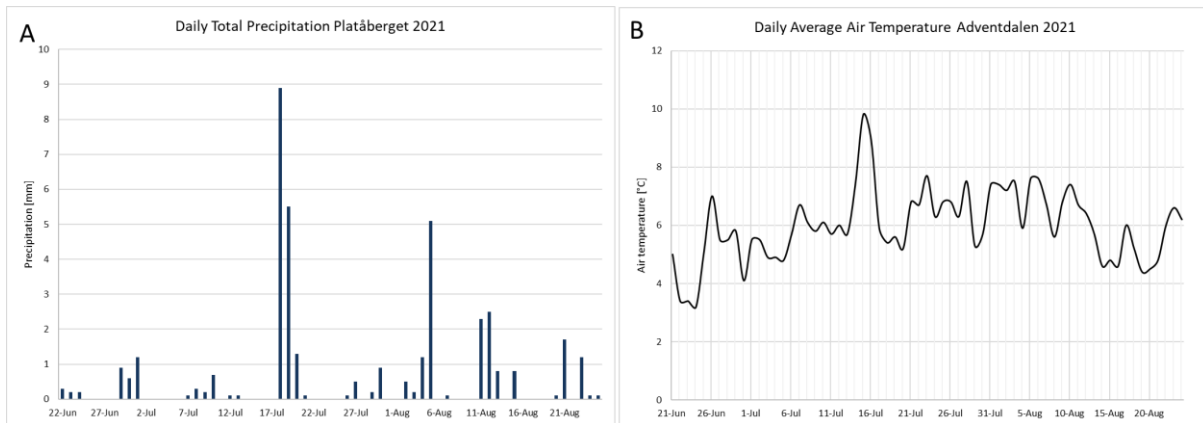 A
Daily Total Precipitation Platåberget 2021
Precipitation [mm]
10
9
8
7
6
5
4
3
2
1
0
22-Jun 27-Jun 2-Jul 7-Jul 12-Jul 17-Jul 22-Jul 27-Jul 1-Aug 6-Aug 11-Aug 16-Aug 21-Aug
B
Daily Average Air Temperature Adventdalen 2021
Air temperature [°C]
12
10
8
6
4
2
0
21-Jun 26-Jun 1-Jul 6-Jul 11-Jul 16-Jul 21-Jul 26-Jul 31-Jul 5-Aug 10-Aug 15-Aug 20-Aug